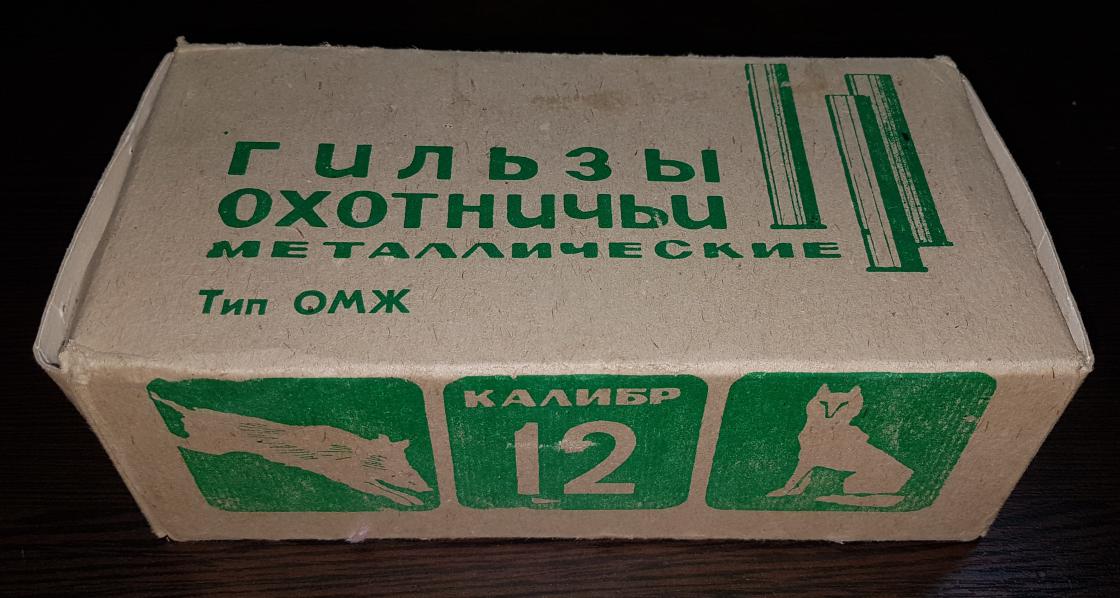 ГИЛЬЗЫ
ОХОТНИЧЬИ
МЕТАЛЛИЧЕСКИЕ
Тип ОМЖ
КАЛИБР
12